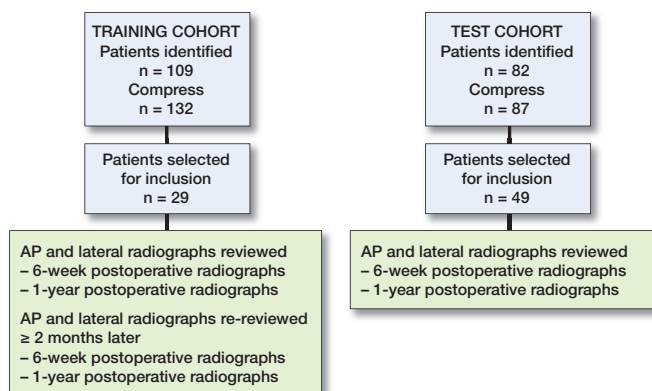 TRAINING COHORT
Patients identified
n = 109
Compress
n = 132
Patients selected
for inclusion
n = 29
AP and lateral radiographs reviewed
– 6-week postoperative radiographs
– 1-year postoperative radiographs
AP and lateral radiographs re-reviewed
≥ 2 months later
– 6-week postoperative radiographs
– 1-year postoperative radiographs
TEST COHORT
Patients identified
n = 82
Compress
n = 87
Patients selected
for inclusion
n = 49
AP and lateral radiographs reviewed
– 6-week postoperative radiographs
– 1-year postoperative radiographs